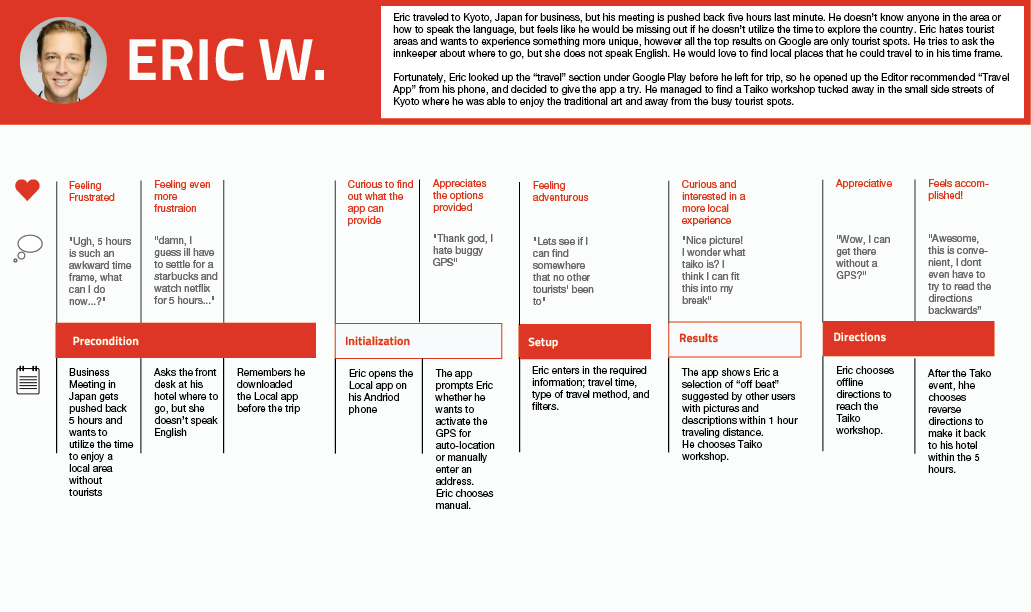 ERIC W.
Eric traveled to Kyoto, Japan for business, but his meeting is pushed back five hours last minute. He doesn't know anyone in the area or
how to speak the language, but feels like he would be missing out if he doesn't utilize the time to explore the country. Eric hates tourist
areas and wants to experience something more unique, however all the top results on Google are only tourist spots. He tries to ask the
innkeeper about where to go, but she does not speak English. He would love to find local places that he could travel to in his time frame.
Fortunately, Eric looked up the "travel" section under Google Play before he left for trip, so he opened up the Editor recommended "Travel
App" from his phone, and decided to give the app a try. He managed to find a Taiko workshop tucked away in the small side streets of
Kyoto where he was able to enjoy the traditional art and away from the busy tourist spots.
Feeling
Frustrated
Feeling even
more
frustraion
Curious to find
out what the
app can
provide
Appreciates
the options
provided
Feeling
adventurous
Curious and
interested in a
more local
experience
Appreciative
Feels accom-
plished!
"Ugh, 5 hours
is such an
awkward time
frame, what
can I do
now...?"
"damn, I
guess ill have
to settle for a
starbucks and
watch netflix
for 5 hours..."
"Thank god, I
hate buggy
GPS"
"Lets see if I
can find
somewhere
that no other
tourists' been
to"
"Nice picture!
I wonder what
taiko is? I
think I can fit
this into my
break"
"Wow, I can
get there
without a
GPS?"
"Awesome,
this is conve-
nient, I dont
even have to
try to read the
directions
backwards"
Precondition
Initialization
Setup
Results
Directions
Business
Meeting in
Japan gets
pushed back
5 hours and
wants to
utilize the time
to enjoy a
local area
without
tourists
Asks the front
desk at his
hotel where to
go, but she
doesn't speak
English
Remembers he
downloaded
the Local app
before the trip
Eric opens the
Local app on
his Andriod
phone
The app
prompts Eric
whether he
wants to
activate the
GPS for
auto-location
or manually
enter an
address.
Eric chooses
manual.
Eric enters in the required
information; travel time,
type of travel method, and
filters.
The app shows Eric a
selection of "off beat"
suggested by other users
with pictures and
descriptions within 1 hour
traveling distance.
He chooses Taiko
workshop.
Eric chooses
offline
directions to
reach the
Taiko
workshop.
After the Tako
event, hhe
chooses
reverse
directions to
make it back
to his hotel
within the 5
hours.